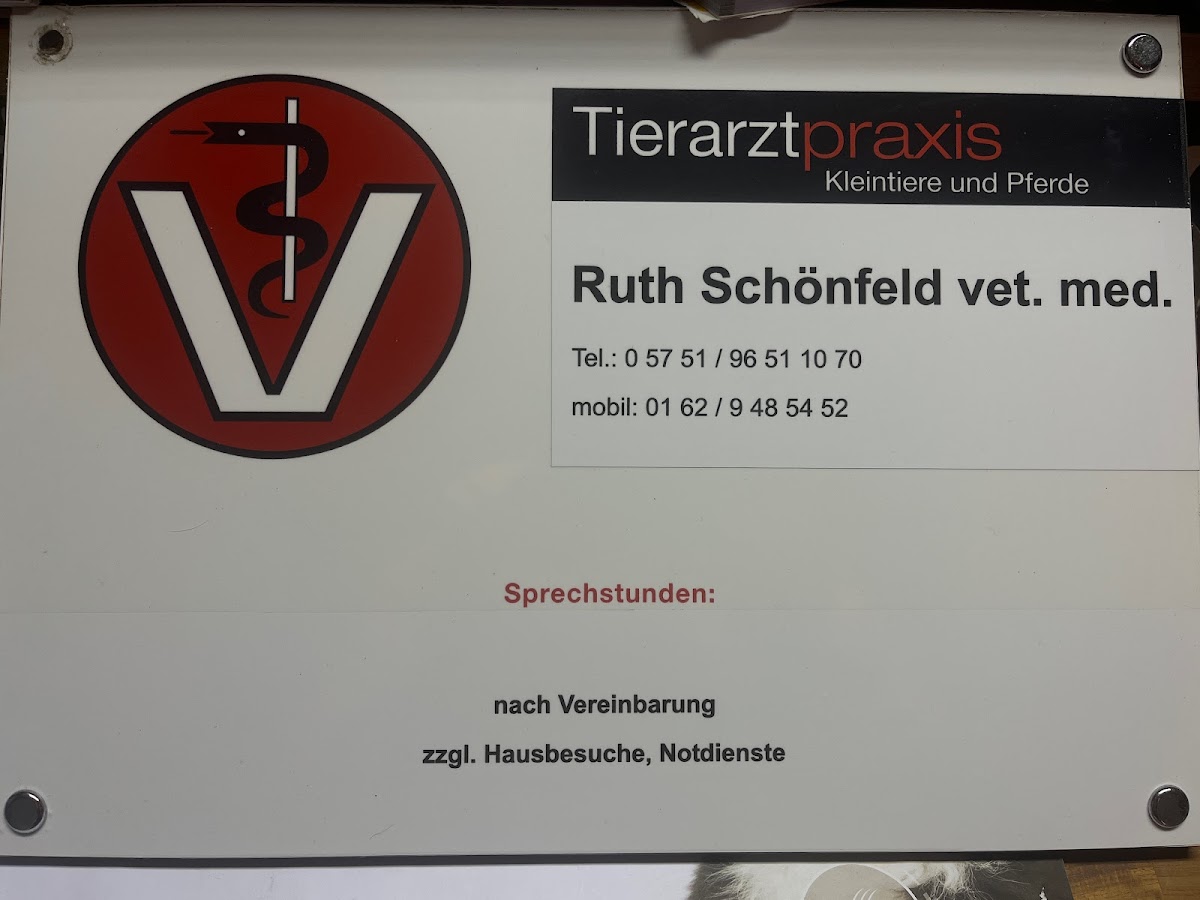 Tierarztpraxis
Kleintiere und Pferde
Ruth Schönfeld vet. med.
Tel.: 0 57 51 / 96 51 10 70
mobil: 01 62 / 9 48 54 52
V
Sprechstunden:
nach Vereinbarung
zzgl. Hausbesuche, Notdienste